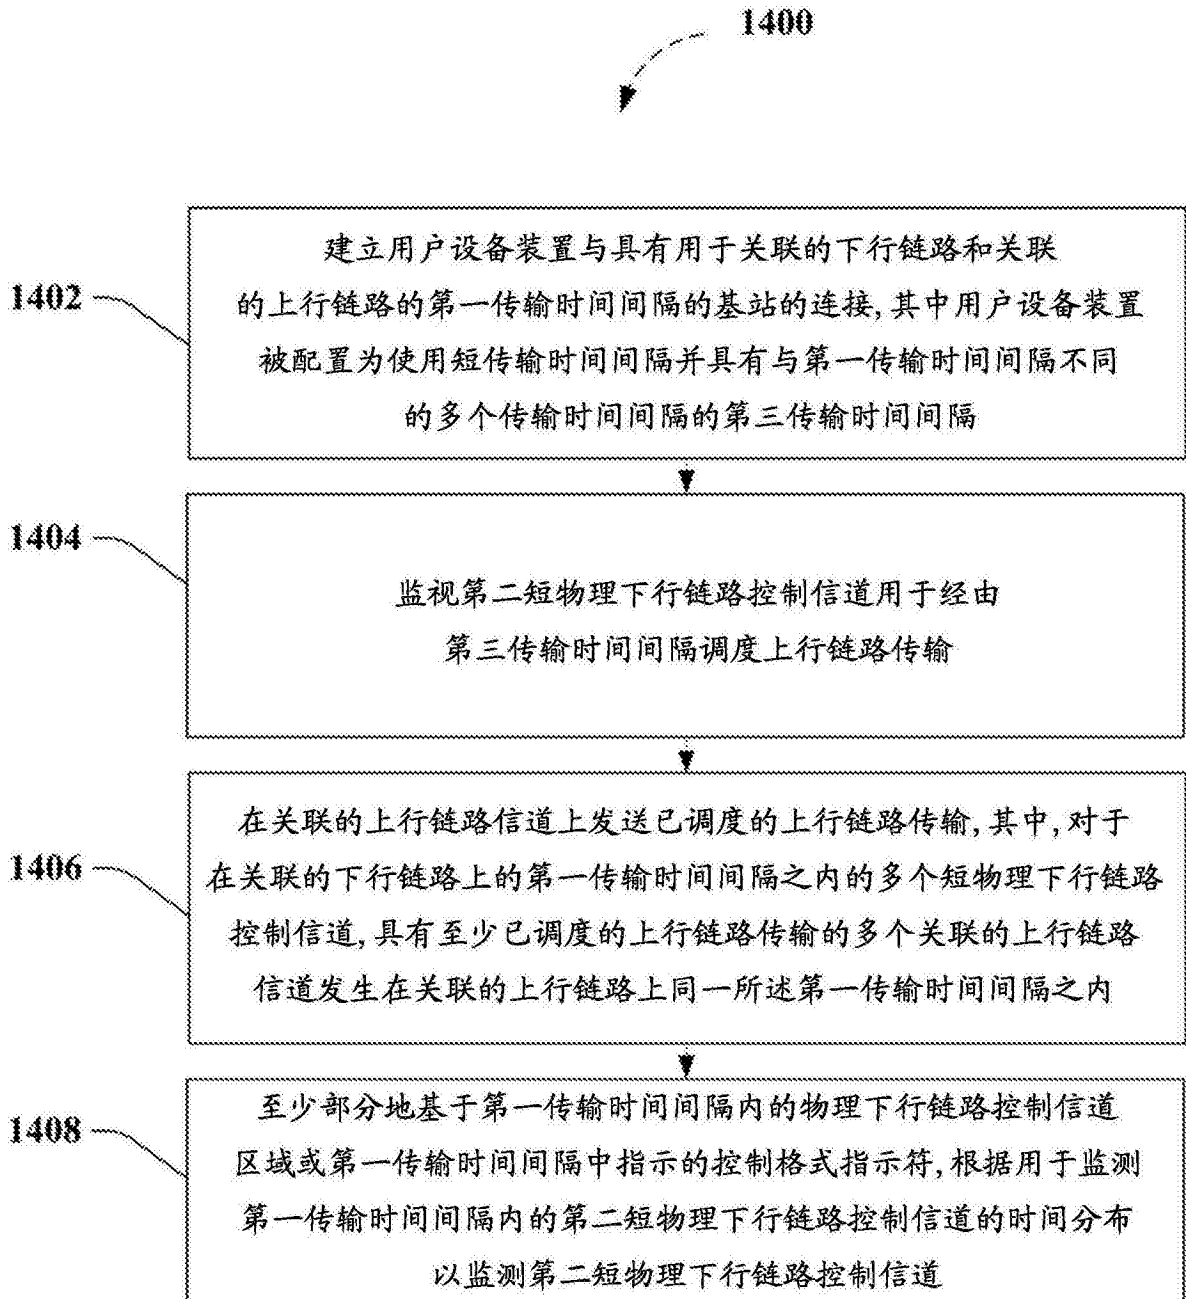 1400
1402
建立用户设备装置与具有用于关联的下行链路和关联
的上行链路的第一传输时间间隔的基站的连接,其中用户设备装置
被配置为使用短传输时间间隔并具有与第一传输时间间隔不同
的多个传输时间间隔的第三传输时间间隔
1404
监视第二短物理下行链路控制信道用于经由
第三传输时间间隔调度上行链路传输
1406
在关联的上行链路信道上发送已调度的上行链路传输,其中,对于
在关联的下行链路上的第一传输时间间隔之内的多个短物理下行链路
控制信道,具有至少已调度的上行链路传输的多个关联的上行链路
信道发生在关联的上行链路上同一所述第一传输时间间隔之内
1408
至少部分地基于第一传输时间间隔内的物理下行链路控制信道
区域或第一传输时间间隔中指示的控制格式指示符,根据用于监测
第一传输时间间隔内的第二短物理下行链路控制信道的时间分布
以监测第二短物理下行链路控制信道